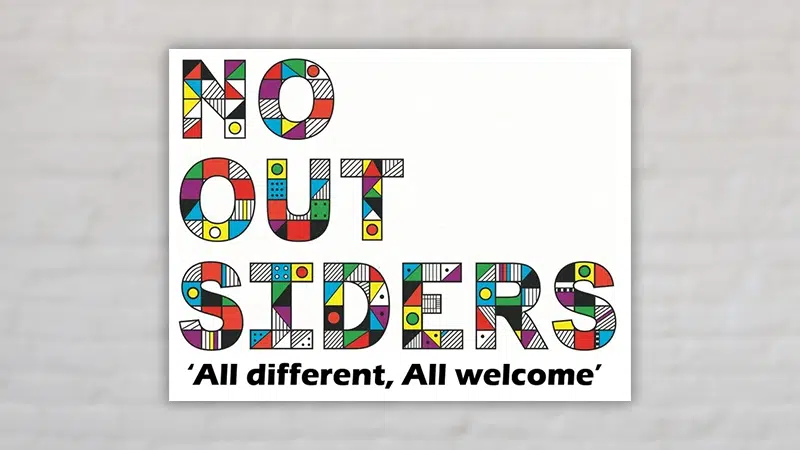 NO
OUT
SIDERS
‘All different, All welcome’